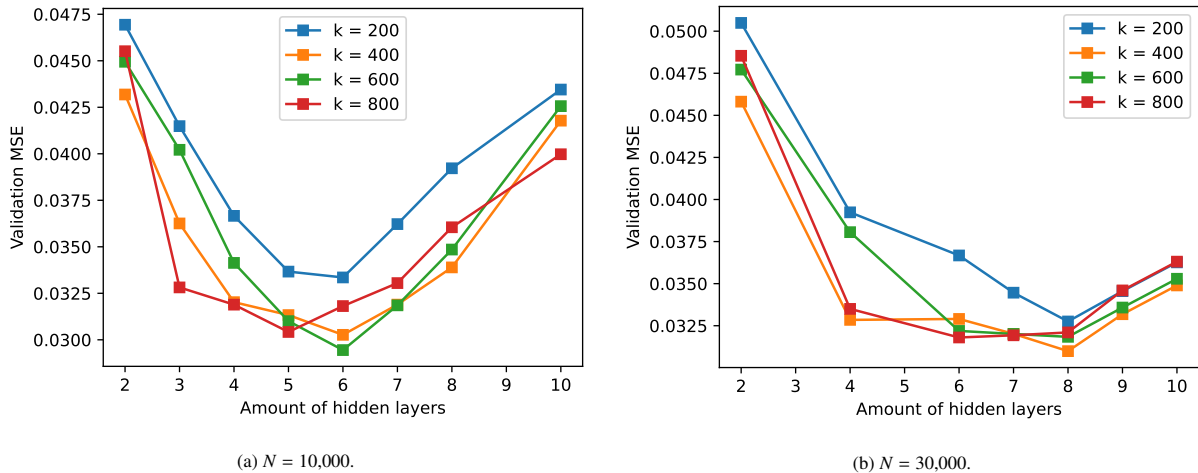 0.0475
0.0450
0.0425
0.0400
0.0375
0.0350
0.0325
0.0300
Validation MSE
k = 200
k = 400
k = 600
k = 800
2 3 4 5 6 7 8 9 10
Amount of hidden layers
(a) N = 10,000.
0.0500
0.0475
0.0450
0.0425
0.0400
0.0375
0.0350
0.0325
Validation MSE
k = 200
k = 400
k = 600
k = 800
2 3 4 5 6 7 8 9 10
Amount of hidden layers
(b) N = 30,000.